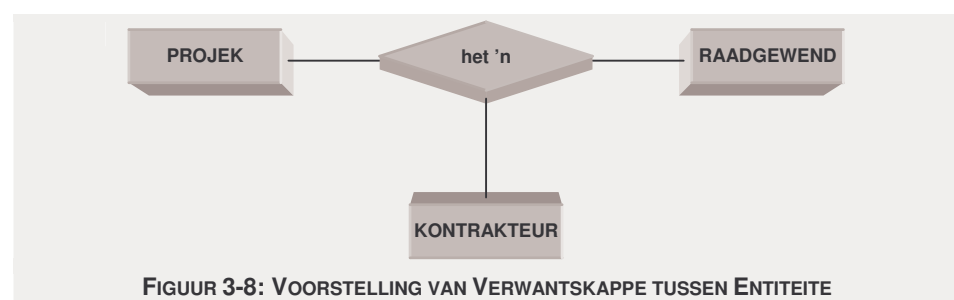 PROJEK het 'n RAADGEWEND
KONTRAKTEUR
FIGUUR 3-8: VOORSTELLING VAN VERWANTSKAPPE TUSSEN ENTITEITE